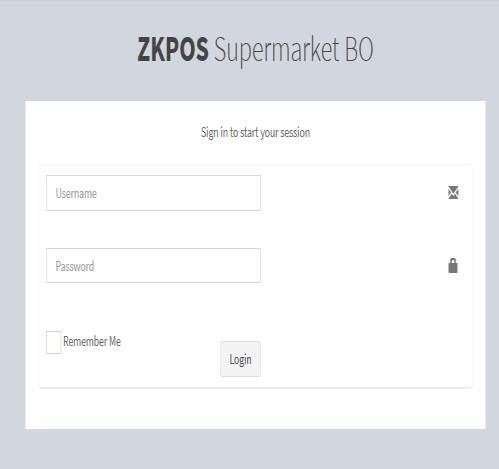 ZKPOS Supermarket BO
Sign in to start your session
Username
Password
Remember Me
Login